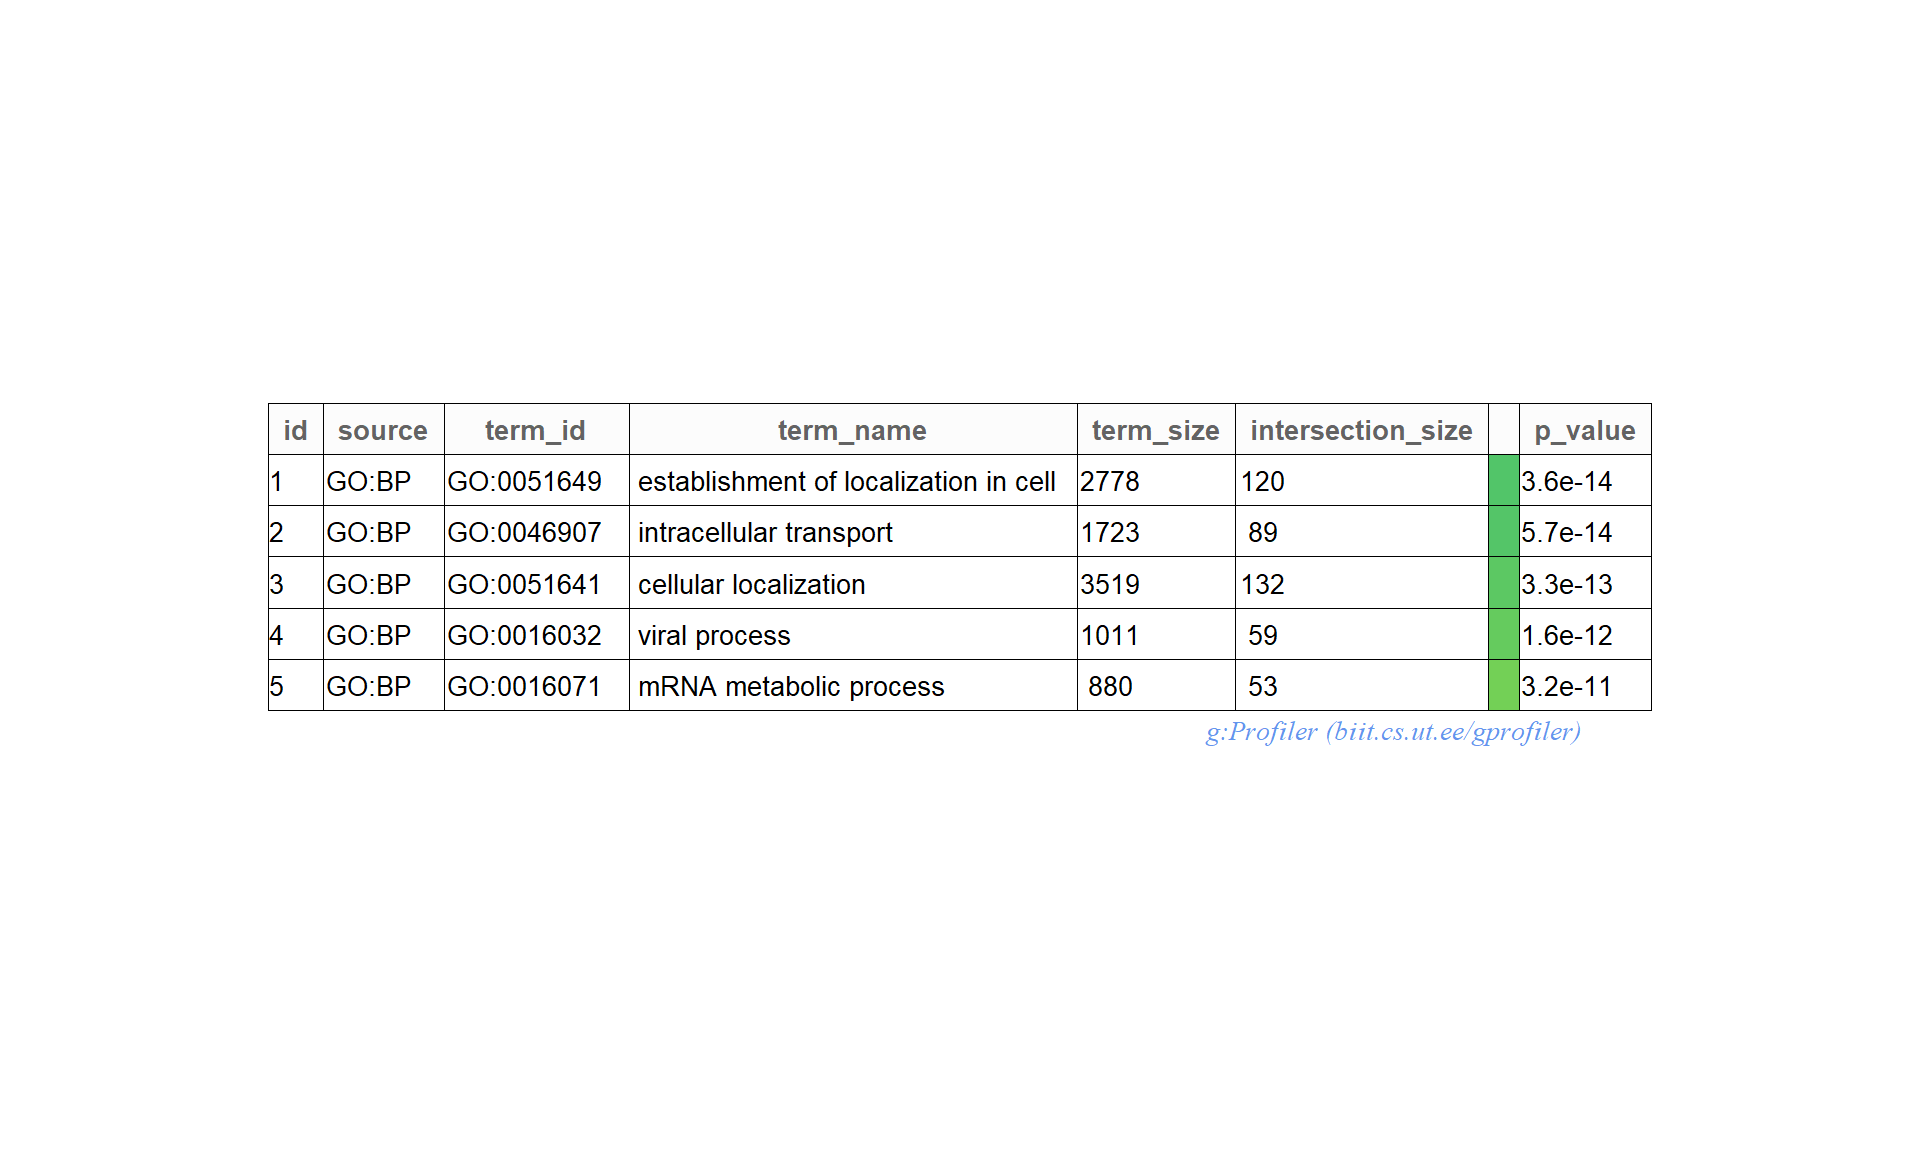 id source term_id term_name term_size intersection_size p_value
1 GO:BP GO:0051649 establishment of localization in cell 2778 120 3.6e-14
2 GO:BP GO:0046907 intracellular transport 1723 89 5.7e-14
3 GO:BP GO:0051641 cellular localization 3519 132 3.3e-13
4 GO:BP GO:0016032 viral process 1011 59 1.6e-12
5 GO:BP GO:0016071 mRNA metabolic process 880 53 3.2e-11
g:Profiler (biit.cs.ut.ee/gprofiler)